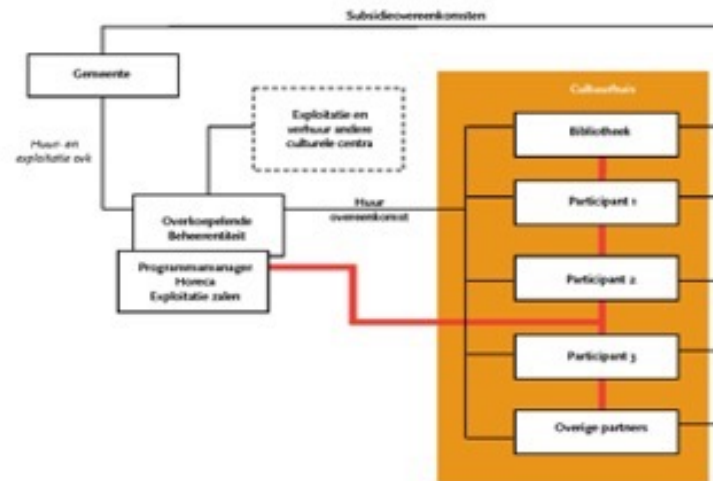 Subsidieovereenkomsten
Gemeente
Cultuurhuis
Exploitatie en
verhuur andere
culturele centra
Bibliotheek
Huur- en
exploitatie ovk
Participant 1
Huur
overeenkomst
Overkoepelende
Beheerentiteit
Programmamanager
Horeca
Exploitatie zalen
Participant 2
Participant 3
Overige partners